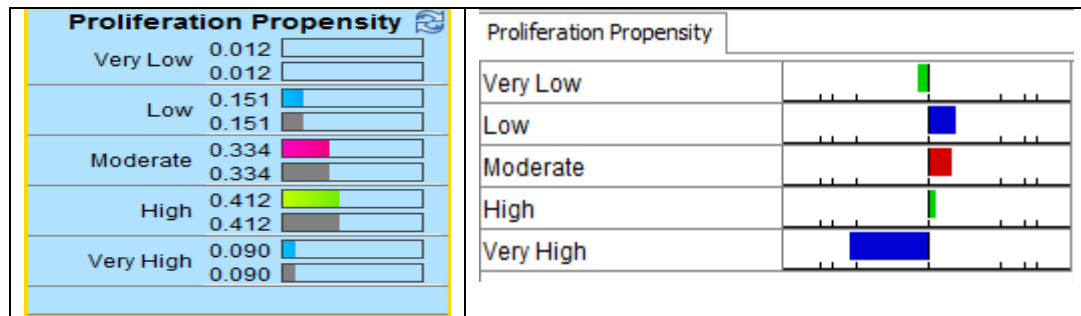 Proliferation Propensity
Very Low 0.012
0.012
Low 0.151
0.151
Moderate 0.334
0.334
High 0.412
0.412
Very High 0.090
0.090
Proliferation Propensity
Very Low
Low
Moderate
High
Very High